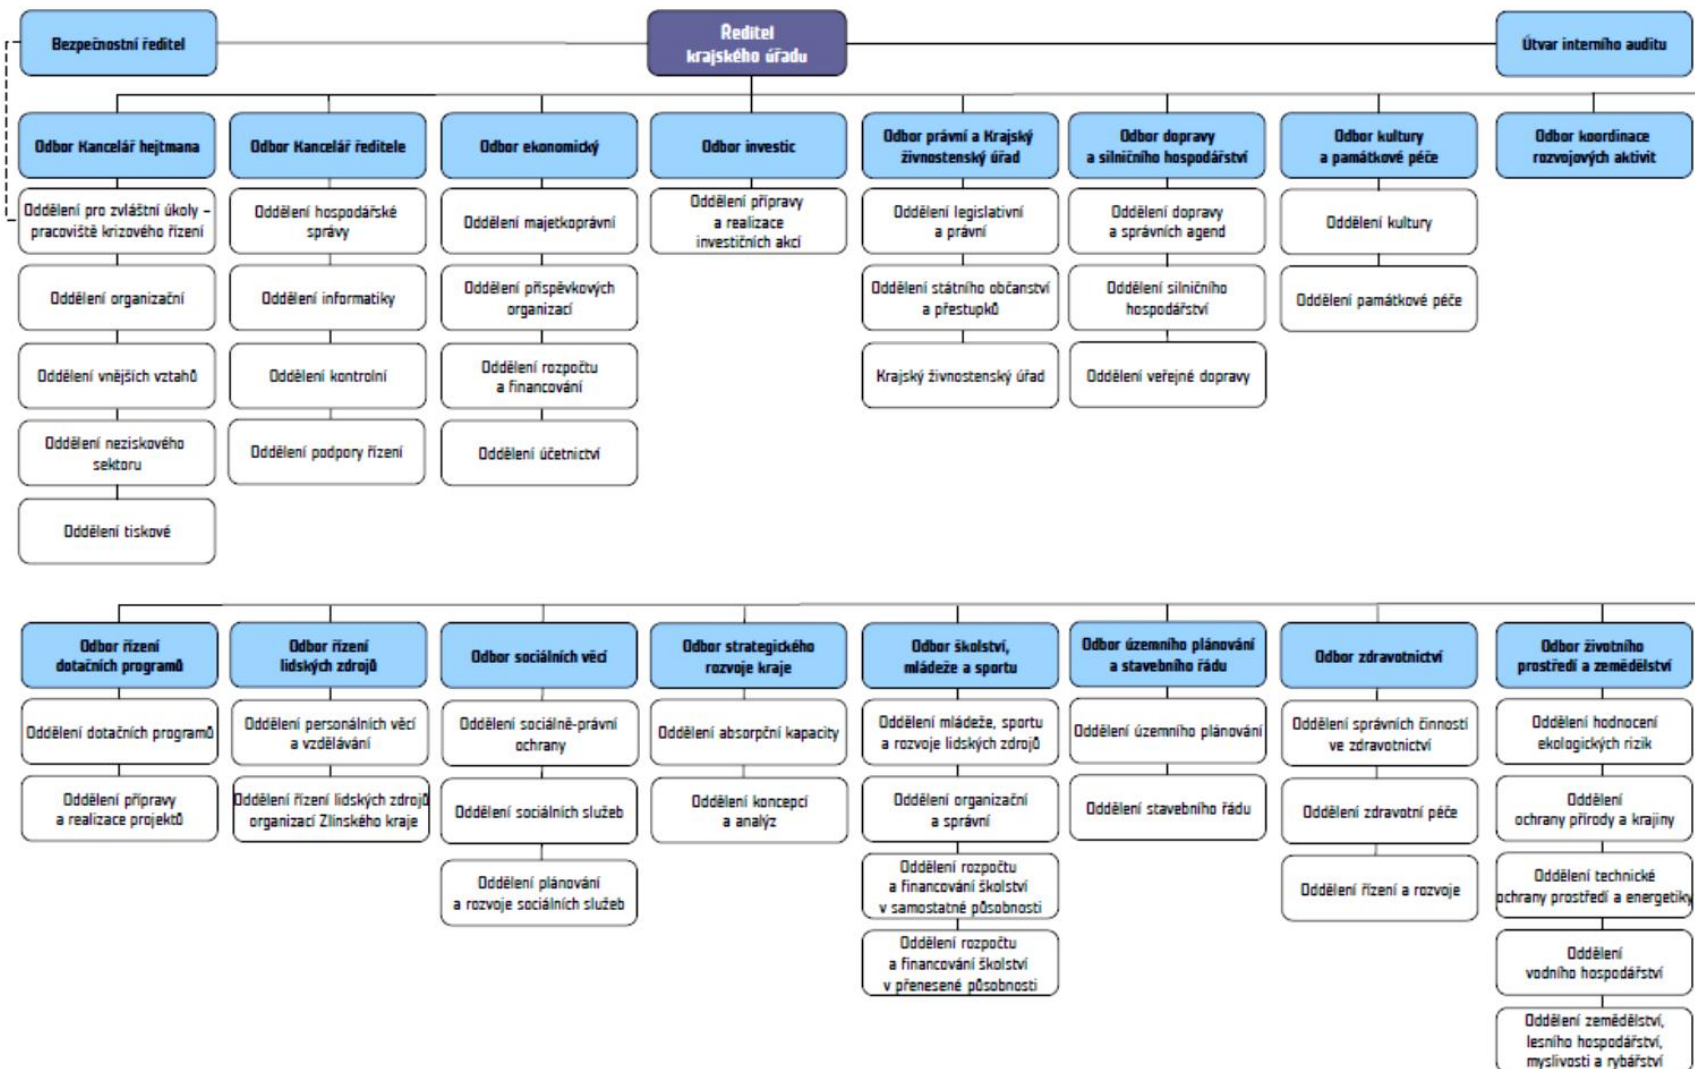 Bezpečnostní ředitel
Ředitel
krajského úřadu
Útvar interního auditu
Odbor Kancelář hejtmana
Oddělení pro zvláštní úkoly –
pracoviště krizového řízení
Oddělení organizační
Oddělení vnějších vztahů
Oddělení neziskového
sektoru
Oddělení tiskové
Odbor Kancelář ředitele
Oddělení hospodářské
správy
Oddělení informatiky
Oddělení kontrolní
Oddělení podpory řízení
Odbor ekonomický
Oddělení majetkoprávní
Oddělení příspěvkových
organizací
Oddělení rozpočtu
a financování
Oddělení účetnictví
Odbor investic
Oddělení přípravy
a realizace
investičních akcí
Odbor právní a Krajský
živnostenský úřad
Oddělení legislativní
a právní
Oddělení státního občanství
a přestupků
Krajský živnostenský úřad
Odbor dopravy
a silničního hospodářství
Oddělení dopravy
a správních agend
Oddělení silničního
hospodářství
Oddělení veřejné dopravy
Odbor kultury
a památkové péče
Oddělení kultury
Oddělení památkové péče
Odbor koordinace
rozvojových aktivit
Odbor řízení
dotačních programů
Oddělení dotačních programů
Oddělení přípravy
a realizace projektů
Odbor řízení
lidských zdrojů
Oddělení personálních věcí
a vzdělávání
Oddělení řízení lidských zdrojů
organizací Zlínského kraje
Odbor sociálních věcí
Oddělení sociálně-právní
ochrany
Oddělení sociálních služeb
Oddělení plánování
a rozvoje sociálních služeb
Odbor strategického
rozvoje kraje
Oddělení absorpční kapacity
Oddělení koncepcí
a analýz
Odbor školství,
mládeže a sportu
Oddělení mládeže, sportu
a rozvoje lidských zdrojů
Oddělení organizační
a správní
Oddělení rozpočtu
a financování školství
v samostatné působnosti
Oddělení rozpočtu
a financování školství
v přenesené působnosti
Odbor územního plánování
a stavebního řádu
Oddělení územního plánování
Oddělení stavebního řádu
Odbor zdravotnictví
Oddělení správních činností
ve zdravotnictví
Oddělení zdravotní péče
Oddělení řízení a rozvoje
Odbor životního
prostředí a zemědělství
Oddělení hodnocení
ekologických rizik
Oddělení
ochrany přírody a krajiny
Oddělení technické
ochrany prostředí a energetiky
Oddělení
vodního hospodářství
Oddělení zemědělství,
lesního hospodářství,
myslivosti a rybářství